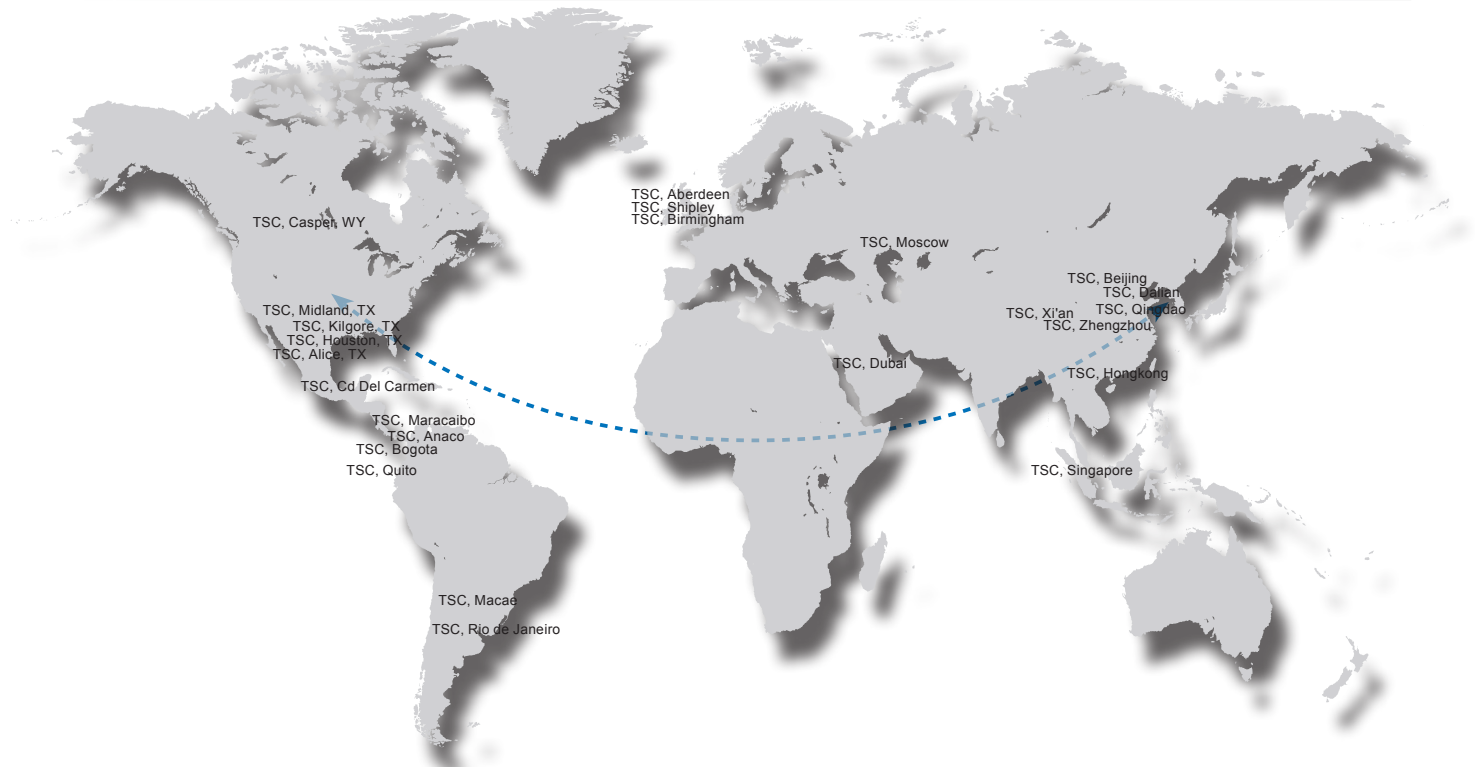 TSC, Aberdeen
TSC, Shipley
TSC, Birmingham
TSC, Casper, WY
TSC, Moscow
TSC, Beijing
TSC, Dalian
TSC, Qingdao
TSC, Xi'an
TSC, Zhengzhou
TSC, Midland, TX
TSC, Kilgore, TX
TSC, Houston, TX
TSC, Alice, TX
TSC, Dubai
TSC, Hongkong
TSC, Cd Del Carmen
TSC, Maracaibo
TSC, Anaco
TSC, Bogota
TSC, Quito
TSC, Singapore
TSC, Macae
TSC, Rio de Janeiro